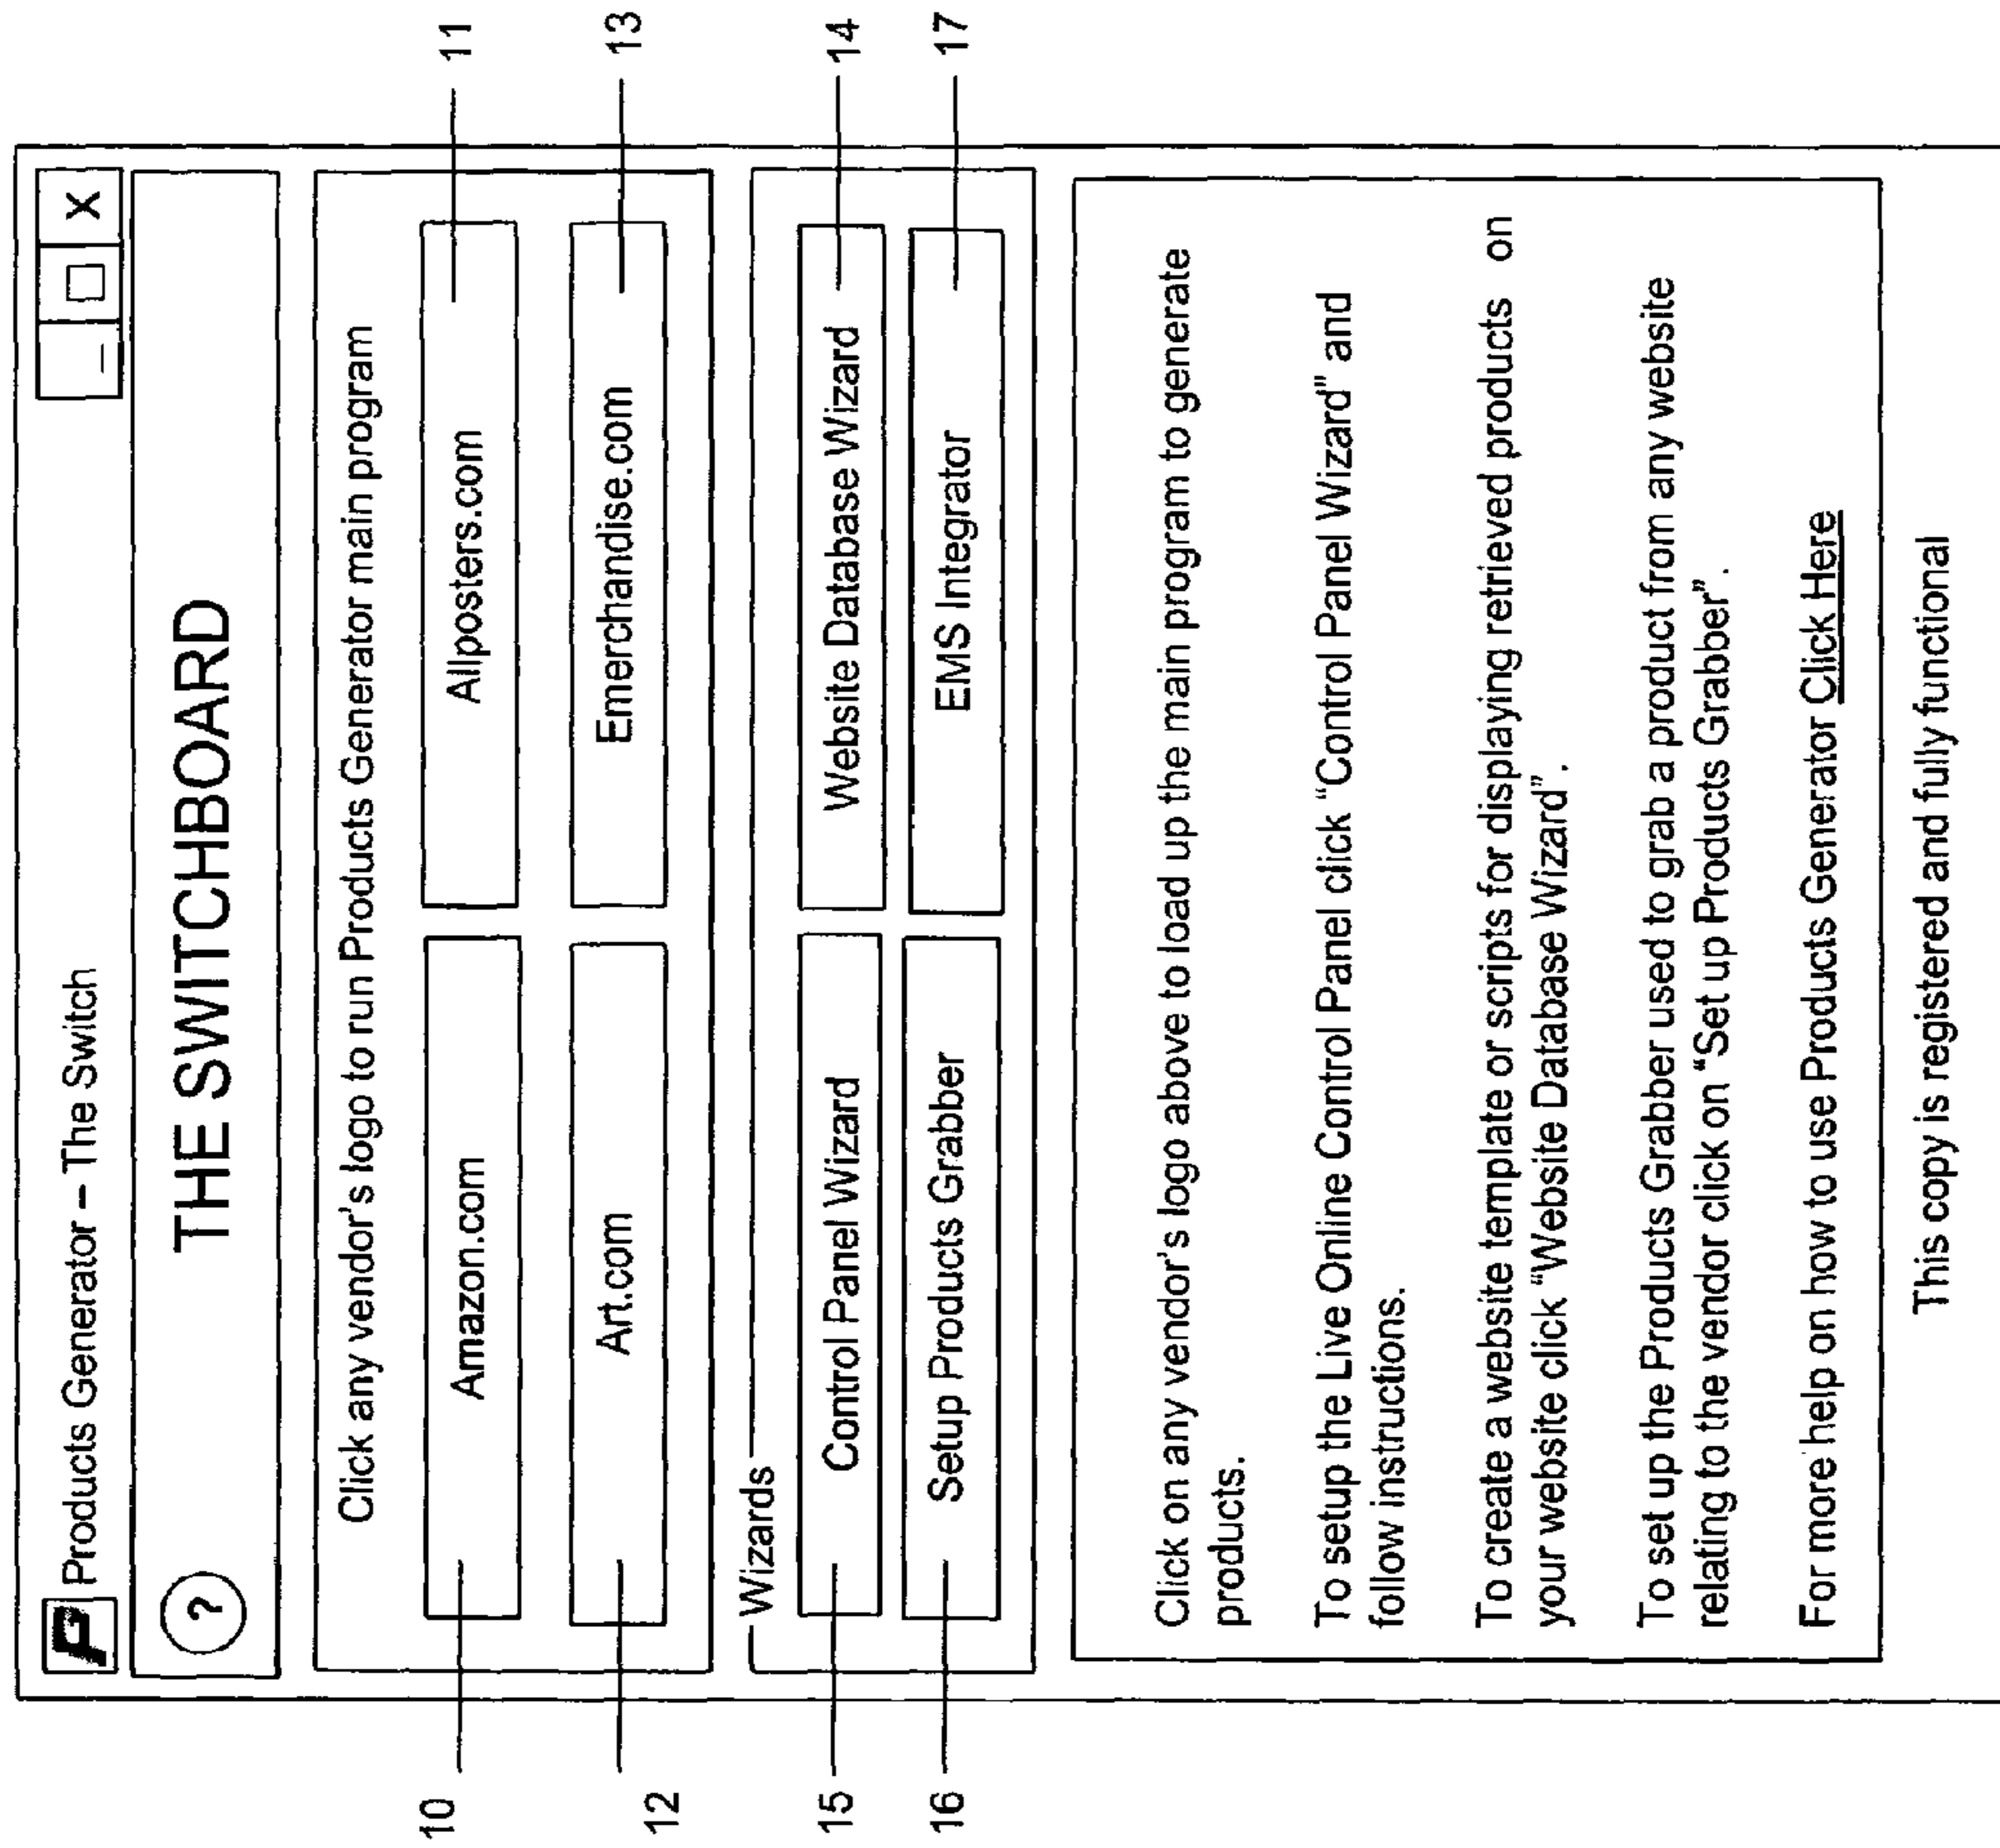 Products Generator – The Switch
_ X
?
THE SWITCHBOARD
Click any vendor's logo to run Products Generator main program
10 Amazon.com Allposters.com 11
12 Art.com Emerchandise.com 13
Wizards
15 Control Panel Wizard Website Database Wizard 14
16 Setup Products Grabber EMS Integrator 17
Click on any vendor's logo above to load up the main program to generate
products.
To setup the Live Online Control Panel click “Control Panel Wizard” and
follow instructions.
To create a website template or scripts for displaying retrieved products on
your website click “Website Database Wizard”.
To set up the Products Grabber used to grab a product from any website
relating to the vendor click on “Set up Products Grabber”.
For more help on how to use Products Generator Click Here
This copy is registered and fully functional